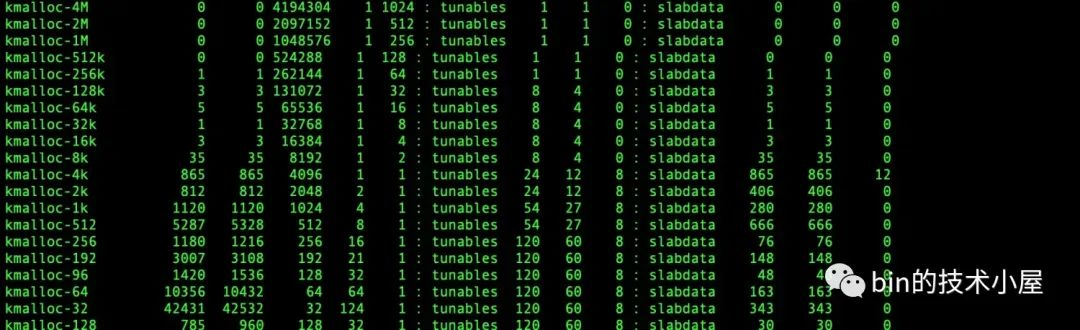 kmalloc-4M 0 0 4194304 1 1024 : tunables 1 1 0 : slabdata 0 0 0
kmalloc-2M 0 0 2097152 1 512 : tunables 1 1 0 : slabdata 0 0 0
kmalloc-1M 0 0 1048576 1 256 : tunables 1 1 0 : slabdata 0 0 0
kmalloc-512k 0 0 524288 1 128 : tunables 1 1 0 : slabdata 0 0 0
kmalloc-256k 1 1 262144 1 64 : tunables 1 1 0 : slabdata 1 1 0
kmalloc-128k 3 3 131072 1 32 : tunables 8 4 0 : slabdata 3 3 0
kmalloc-64k 5 5 65536 1 16 : tunables 8 4 0 : slabdata 5 5 0
kmalloc-32k 1 1 32768 1 8 : tunables 8 4 0 : slabdata 1 1 0
kmalloc-16k 3 3 16384 1 4 : tunables 8 4 0 : slabdata 3 3 0
kmalloc-8k 35 35 8192 1 2 : tunables 8 4 0 : slabdata 35 35 0
kmalloc-4k 865 865 4096 1 1 : tunables 24 12 8 : slabdata 865 865 12
kmalloc-2k 812 812 2048 2 1 : tunables 24 12 8 : slabdata 406 406 0
kmalloc-1k 1120 1120 1024 4 1 : tunables 54 27 8 : slabdata 280 280 0
kmalloc-512 5287 5328 512 8 1 : tunables 54 27 8 : slabdata 666 666 0
kmalloc-256 1180 1216 256 16 1 : tunables 120 60 8 : slabdata 76 76 0
kmalloc-192 3007 3108 192 21 1 : tunables 120 60 8 : slabdata 148 148 0
kmalloc-96 1420 1536 128 32 1 : tunables 120 60 8 : slabdata 48
kmalloc-64 10356 10432 64 64 1 : tunables 120 60 8 : slabdata 163 163
kmalloc-32 42431 42532 32 124 1 : tunables 120 60 8 : slabdata 343 343 0
kmalloc-128 785 960 128 32 1 : tunables 120 60 8 : slabdata 30 30 0
bin的技术小屋